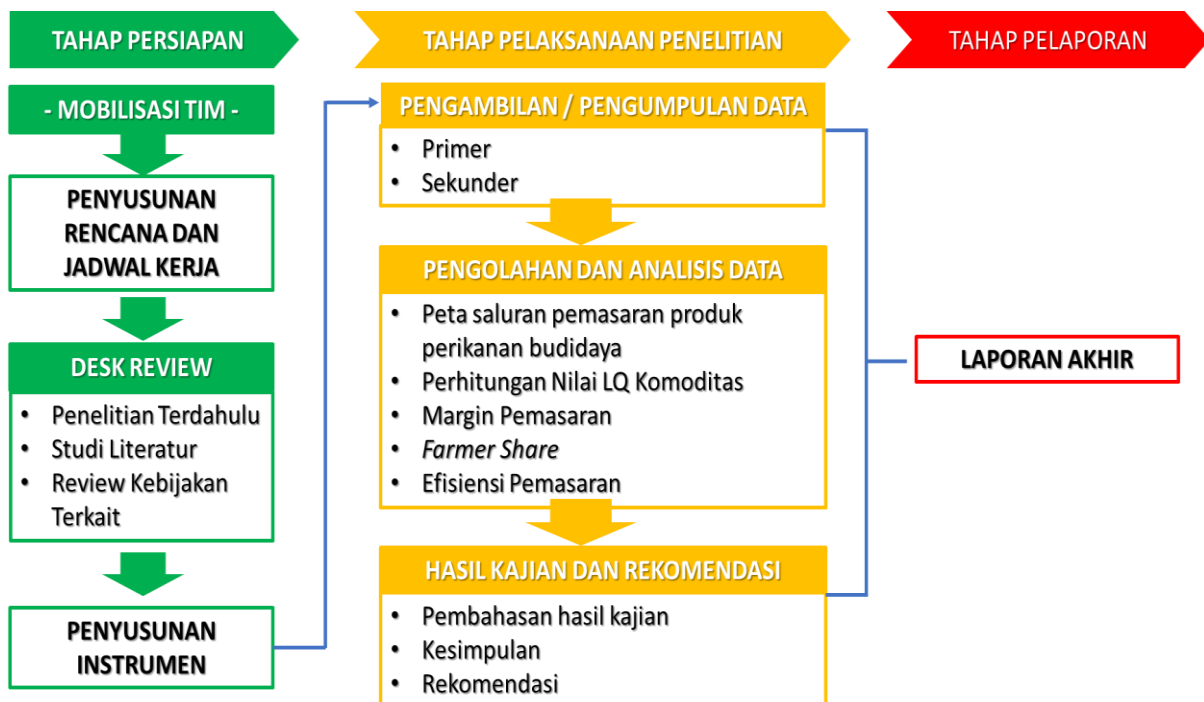 TAHAP PERSIAPAN
TAHAP PELAKSANAAN PENELITIAN
TAHAP PELAPORAN
- MOBILISASI TIM -
PENYUSUNAN
RENCANA DAN
JADWAL KERJA
DESK REVIEW
• Penelitian Terdahulu
• Studi Literatur
• Review Kebijakan
Terkait
PENYUSUNAN
INSTRUMEN
PENGAMBILAN / PENGUMPULAN DATA
• Primer
• Sekunder
PENGOLAHAN DAN ANALISIS DATA
• Peta saluran pemasaran produk
perikanan budidaya
• Perhitungan Nilai LQ Komoditas
• Margin Pemasaran
• Farmer Share
• Efisiensi Pemasaran
HASIL KAJIAN DAN REKOMENDASI
• Pembahasan hasil kajian
• Kesimpulan
• Rekomendasi
LAPORAN AKHIR